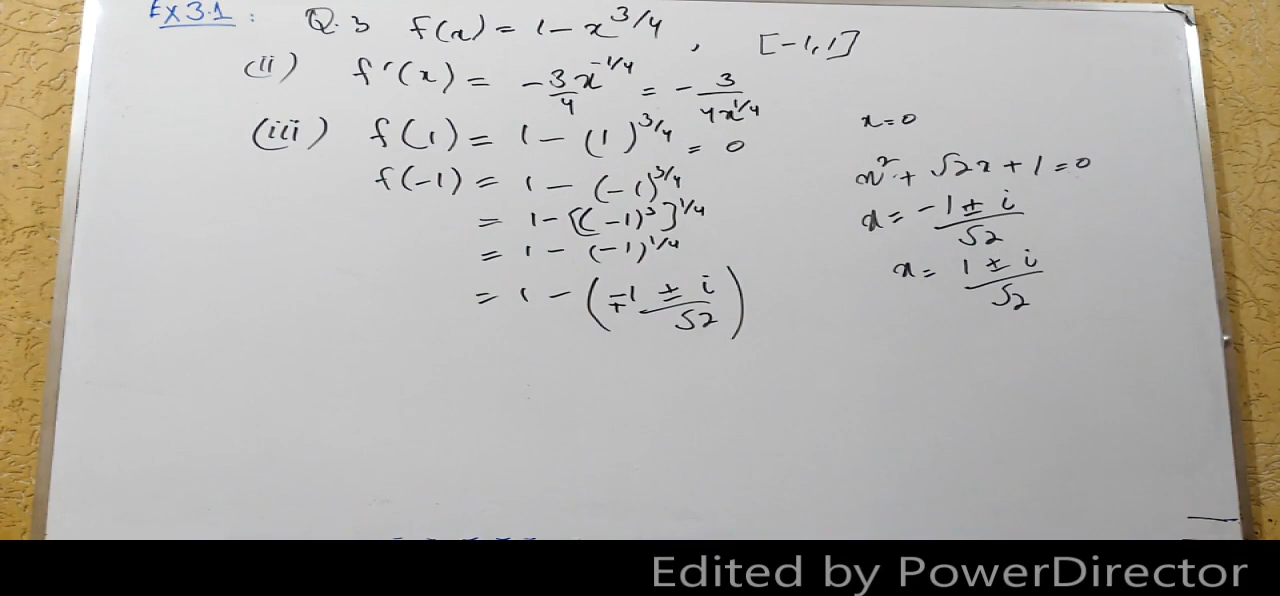 Ex 3.1 : Q.3 f(x) = 1 - x^3/4 , [-1,1]
(ii) f'(x) = -3/4 x^-1/4 = - 3/4x^1/4
(iii) f(1) = 1 - (1)^3/4 = 0
f(-1) = 1 - (-1)^3/4
= 1 - [(-1)^3]^1/4
= 1 - (-1)^1/4
= 1 - (∓1 ± i/√2)
x = 0
x^2 + √2x + 1 = 0
x = -1 ± i/√2
x = 1 ± i/√2
Edited by PowerDirector